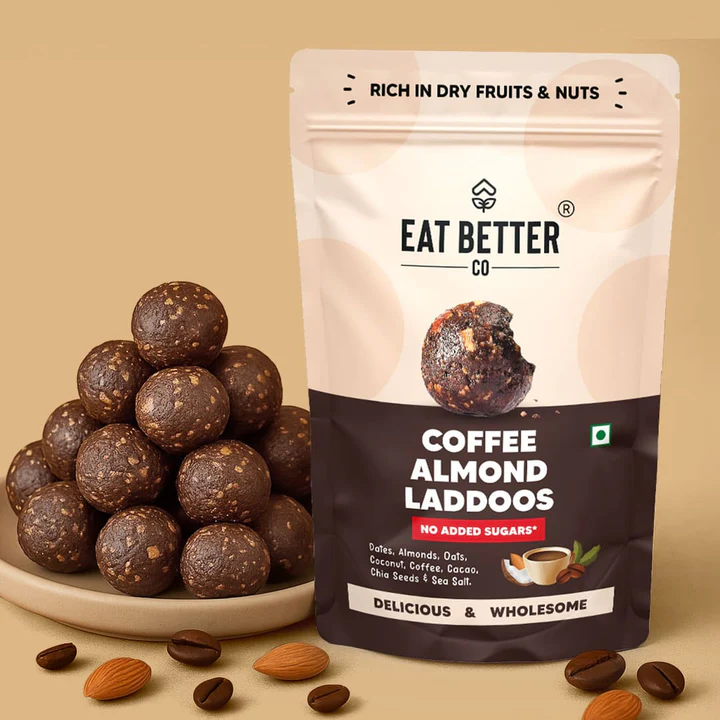 RICH IN DRY FRUITS & NUTS
EAT BETTER ®
CO
COFFEE
ALMOND
LADDOOS
NO ADDED SUGARS*
Dates, Almonds, Oats,
Coconut, Coffee, Cacao,
Chia Seeds & Sea Salt.
DELICIOUS & WHOLESOME